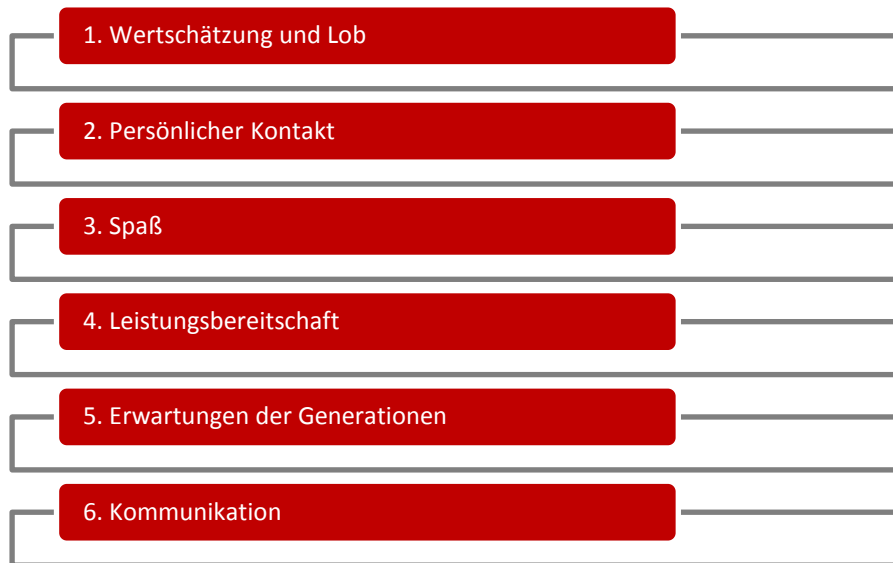 1. Wertschätzung und Lob
2. Persönlicher Kontakt
3. Spaß
4. Leistungsbereitschaft
5. Erwartungen der Generationen
6. Kommunikation